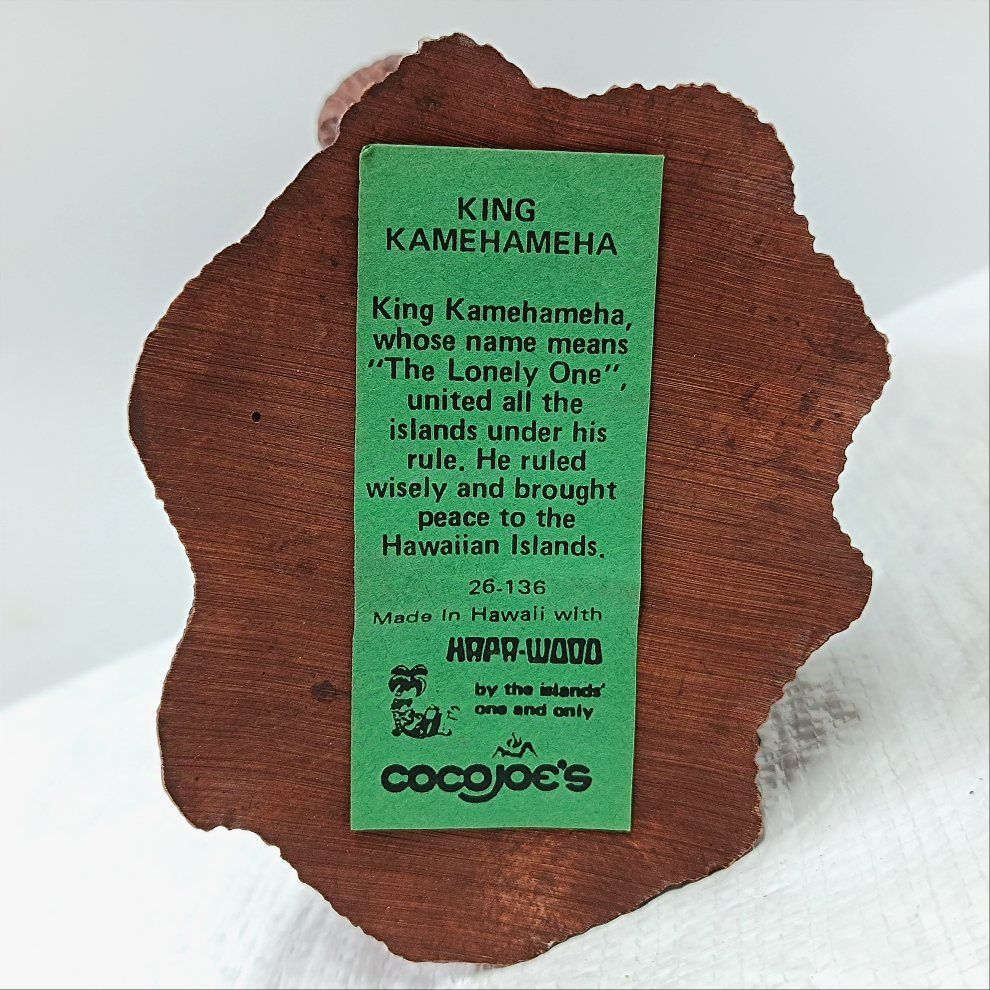 KING
KAMEHAMEHA
King Kamehameha,
whose name means
"The Lonely One",
united all the
islands under his
rule. He ruled
wisely and brought
peace to the
Hawaiian Islands.
26-136
Made In Hawaii with
HAPA-WOOD
by the islands'
one and only
COCOJOE'S